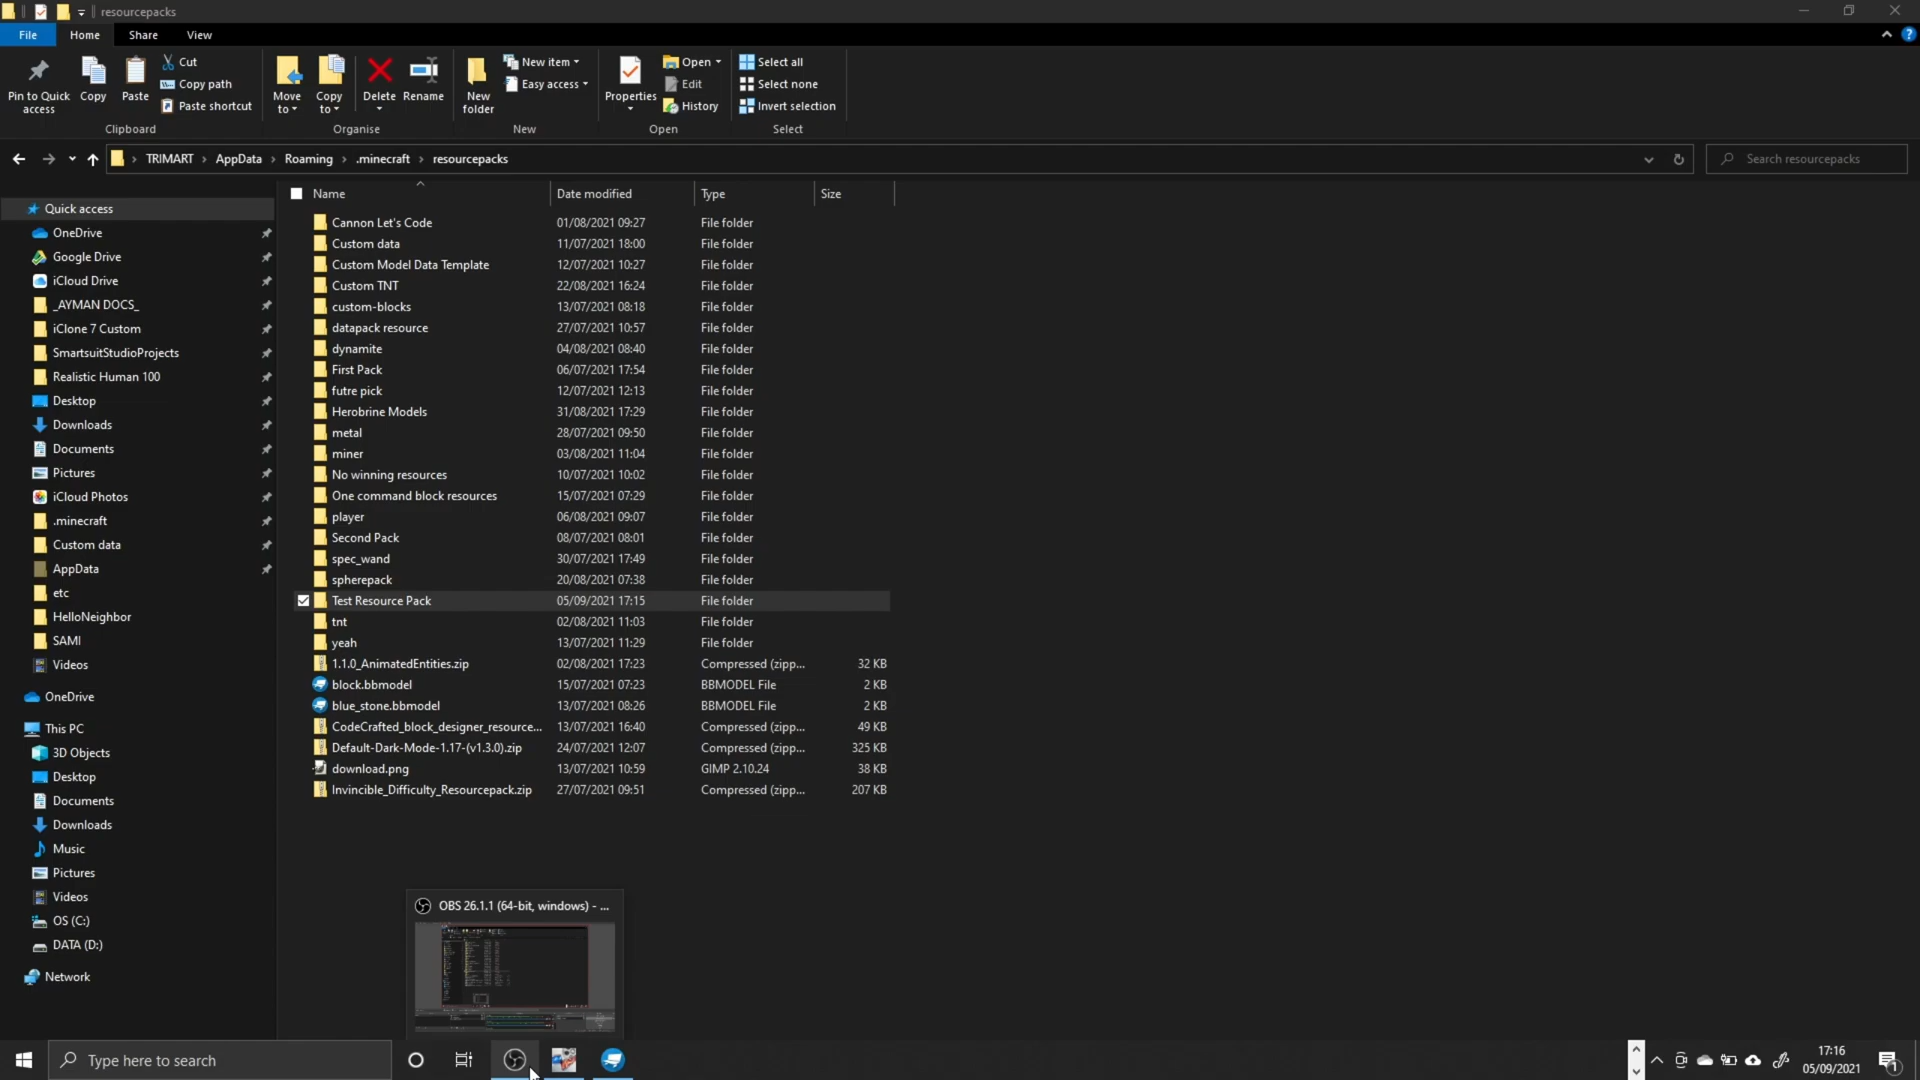 resourcepacks
File Home Share View
Pin to Quick access
Copy
Paste
Cut
Copy path
Paste shortcut
Clipboard
Move to
Copy to
Delete
Rename
Organise
New folder
New item
Easy access
New
Properties
Open
Edit
History
Open
Select all
Select none
Invert selection
Select
TRIMART › AppData › Roaming › .minecraft › resourcepacks
Search resourcepacks
Name Date modified Type Size
Quick access
OneDrive
Google Drive
iCloud Drive
_AYMAN DOCS_
iClone 7 Custom
SmartsuitStudioProjects
Realistic Human 100
Desktop
Downloads
Documents
Pictures
iCloud Photos
.minecraft
Custom data
AppData
etc
HelloNeighbor
SAMI
Videos
OneDrive
This PC
3D Objects
Desktop
Documents
Downloads
Music
Pictures
Videos
OS (C:)
DATA (D:)
Network
Cannon Let's Code 01/08/2021 09:27 File folder
Custom data 11/07/2021 18:00 File folder
Custom Model Data Template 12/07/2021 10:27 File folder
Custom TNT 22/08/2021 16:24 File folder
custom-blocks 13/07/2021 08:18 File folder
datapack resource 27/07/2021 10:57 File folder
dynamite 04/08/2021 08:40 File folder
First Pack 06/07/2021 17:54 File folder
futre pick 12/07/2021 12:13 File folder
Herobrine Models 31/08/2021 17:29 File folder
metal 28/07/2021 09:50 File folder
miner 03/08/2021 11:04 File folder
No winning resources 10/07/2021 10:02 File folder
One command block resources 15/07/2021 07:29 File folder
player 06/08/2021 09:07 File folder
Second Pack 08/07/2021 08:01 File folder
spec_wand 30/07/2021 17:49 File folder
spherepack 20/08/2021 07:38 File folder
Test Resource Pack 05/09/2021 17:15 File folder
tnt 02/08/2021 11:03 File folder
yeah 13/07/2021 11:29 File folder
1.1.0_AnimatedEntities.zip 02/08/2021 17:23 Compressed (zipp... 32 KB
block.bbmodel 15/07/2021 07:23 BBMODEL File 2 KB
blue_stone.bbmodel 13/07/2021 08:26 BBMODEL File 2 KB
CodeCrafted_block_designer_resource... 13/07/2021 16:40 Compressed (zipp... 49 KB
Default-Dark-Mode-1.17-(v1.3.0).zip 24/07/2021 12:07 Compressed (zipp... 325 KB
download.png 13/07/2021 10:59 GIMP 2.10.24 38 KB
Invincible_Difficulty_Resourcepack.zip 27/07/2021 09:51 Compressed (zipp... 207 KB
OBS 26.1.1 (64-bit, windows) - ...
Type here to search
17:16
05/09/2021
1